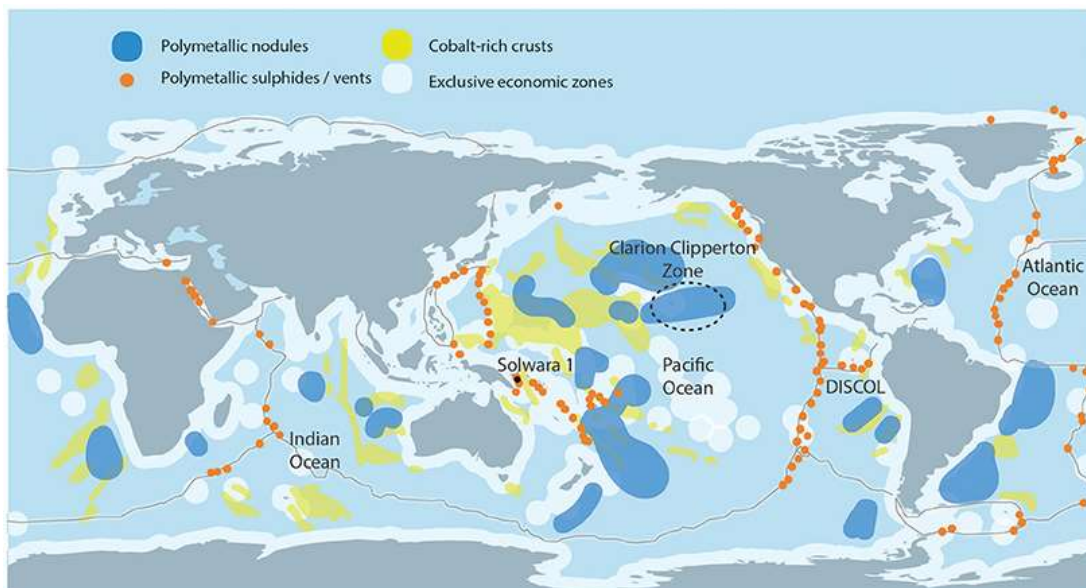 Polymetallic nodules
Cobalt-rich crusts
Polymetallic sulphides / vents
Exclusive economic zones
Clarion Clipperton
Zone
Atlantic
Ocean
Solwara 1
Pacific
Ocean
DISCOL
Indian
Ocean